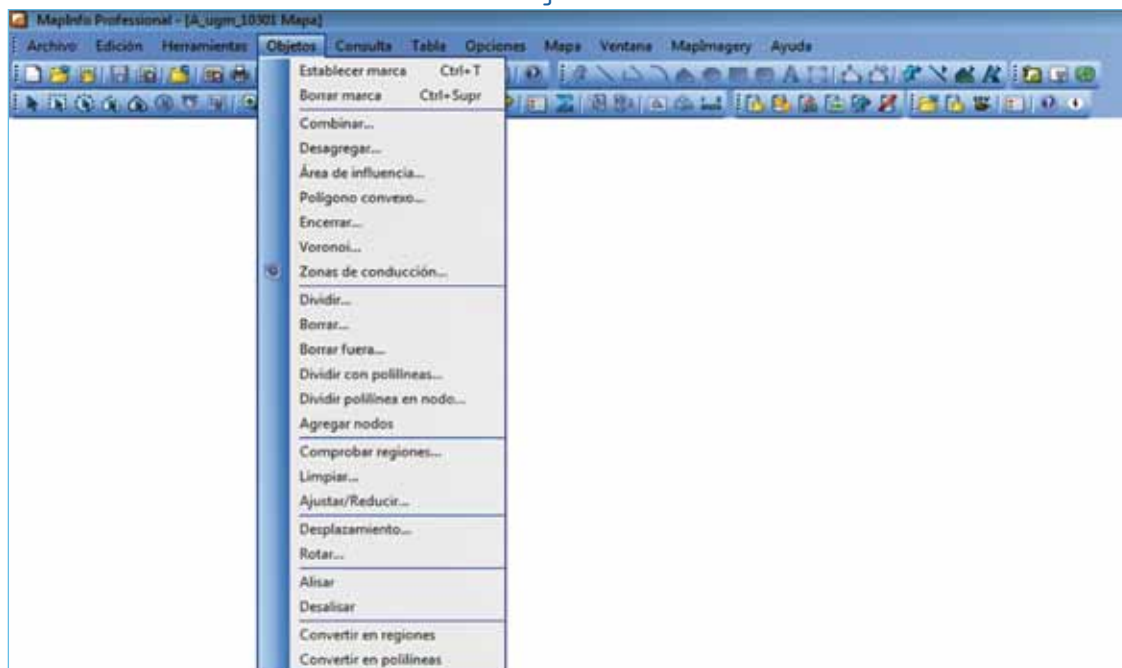 MapInfo Professional - [A_ugm_10301 Mapa]
Archivo Edición Herramientas Objetos Consulta Tabla Opciones Mapa Ventana MapImagery Ayuda
Establecer marca Ctrl+T
Borrar marca Ctrl+Supr
Combinar...
Desagregar...
Área de influencia...
Polígono convexo...
Encerrar...
Voronoi...
Zonas de conducción...
Dividir...
Borrar...
Borrar fuera...
Dividir con polilíneas...
Dividir polilínea en nodo...
Agregar nodos
Comprobar regiones...
Limpiar...
Ajustar/Reducir...
Desplazamiento...
Rotar...
Alisar
Desalisar
Convertir en regiones
Convertir en polilíneas